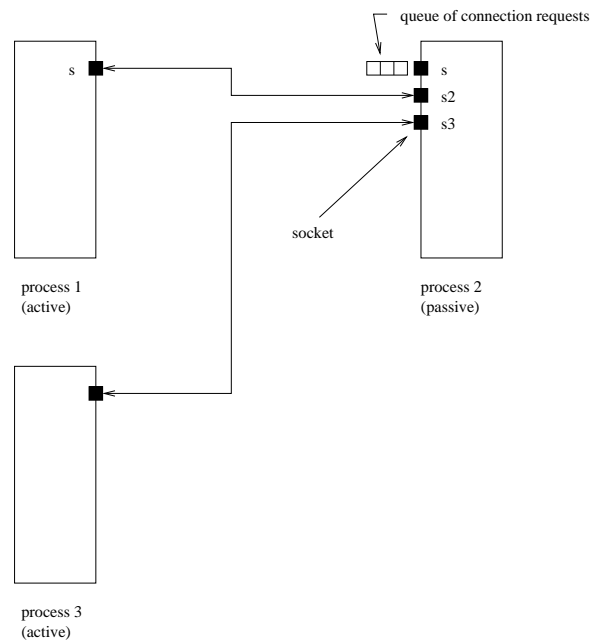 queue of connection requests
s
s
s2
s3
socket
process 1
(active)
process 2
(passive)
process 3
(active)